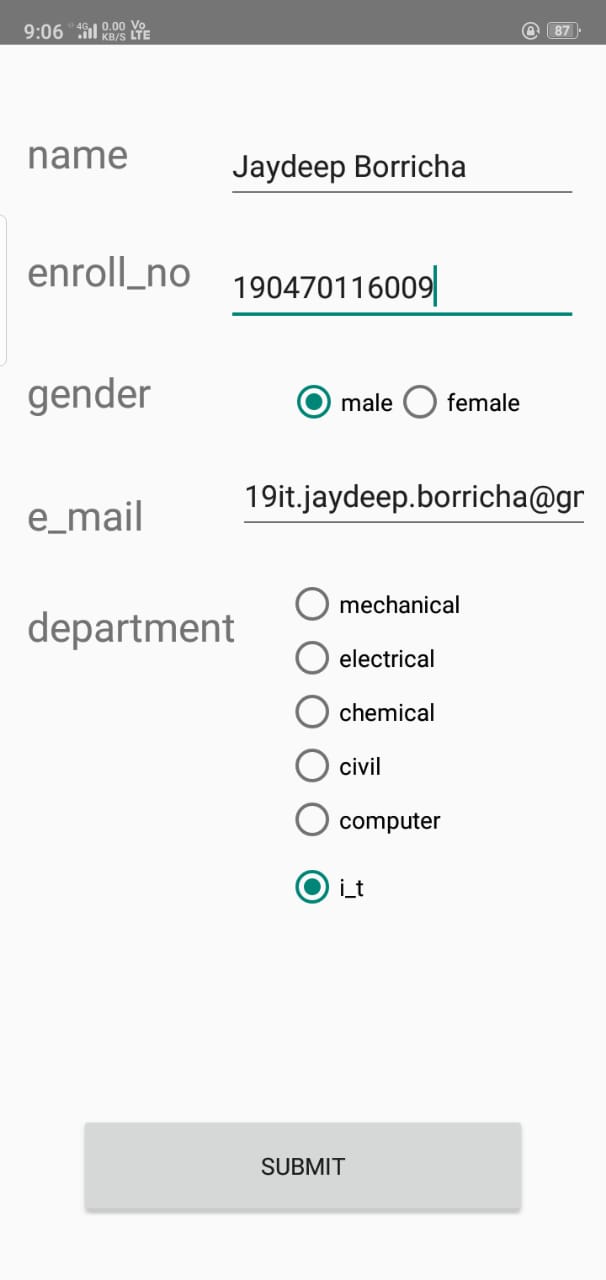 9:06 4G 0.00 KB/S Vo LTE 87
name Jaydeep Borricha
enroll_no 190470116009
gender male female
e_mail 19it.jaydeep.borricha@gr
department mechanical
electrical
chemical
civil
computer
i_t
SUBMIT